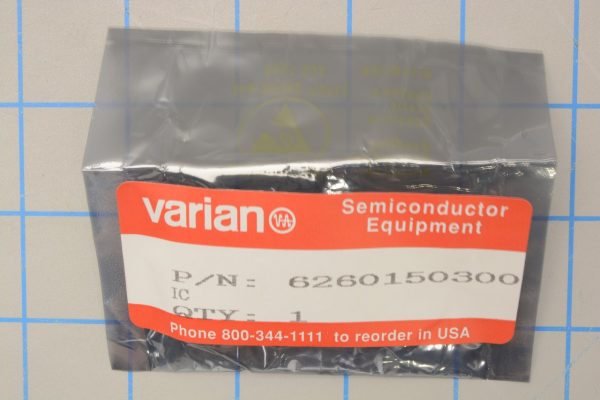 varian
Semiconductor
Equipment
P/N: 6260150300
IC
QTY: 1
Phone 800-344-1111 to reorder in USA